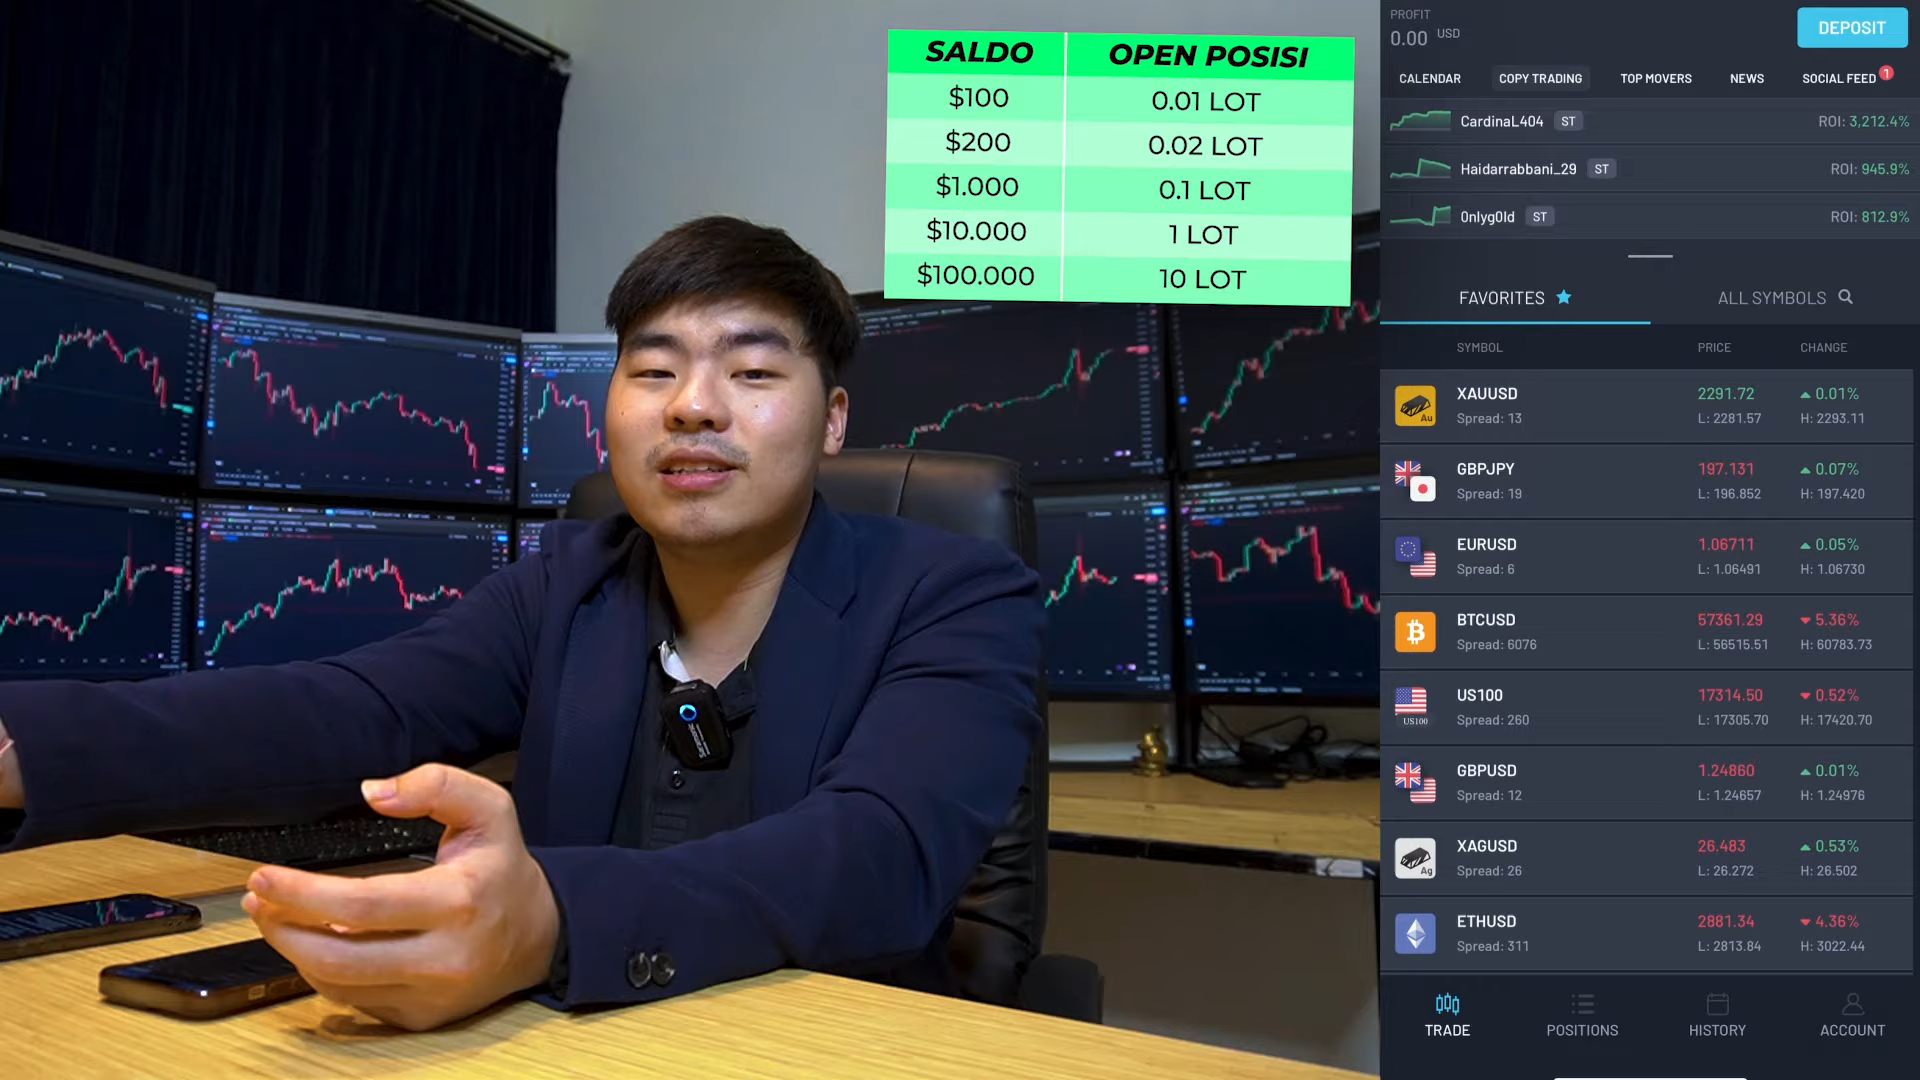 SALDO OPEN POSISI
$100 0.01 LOT
$200 0.02 LOT
$1.000 0.1 LOT
$10.000 1 LOT
$100.000 10 LOT
PROFIT
0.00 USD
DEPOSIT
CALENDAR COPY TRADING TOP MOVERS NEWS SOCIAL FEED 1
CardinaL404 ST ROI: 3,212.4%
Haidarrabbani_29 ST ROI: 945.9%
0nlyg0ld ST ROI: 812.9%
FAVORITES ALL SYMBOLS
SYMBOL PRICE CHANGE
XAUUSD 2291.72 0.01%
Au
Spread: 13 L: 2281.57 H: 2293.11
GBPJPY 197.131 0.07%
Spread: 19 L: 196.852 H: 197.420
EURUSD 1.06711 0.05%
Spread: 6 L: 1.06491 H: 1.06730
BTCUSD 57361.29 5.36%
Spread: 6076 L: 56515.51 H: 60783.73
US100 17314.50 0.52%
US100
Spread: 260 L: 17305.70 H: 17420.70
GBPUSD 1.24860 0.01%
Spread: 12 L: 1.24657 H: 1.24976
XAGUSD 26.483 0.53%
Ag
Spread: 26 L: 26.272 H: 26.502
ETHUSD 2881.34 4.36%
Spread: 311 L: 2813.84 H: 3022.44
TRADE POSITIONS HISTORY ACCOUNT